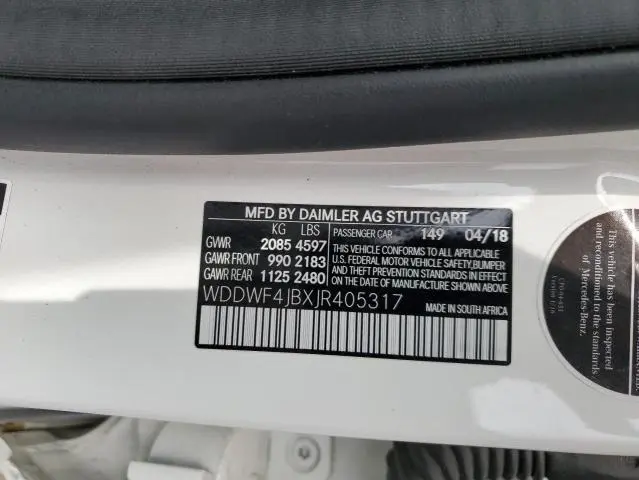 MFD BY DAIMLER AG STUTTGART
KG LBS
GVWR 2085 4597
GAWR FRONT 990 2183
GAWR REAR 1125 2480
PASSENGER CAR 149 04/18
THIS VEHICLE CONFORMS TO ALL APPLICABLE
U.S. FEDERAL MOTOR VEHICLE SAFETY,BUMPER
AND THEFT PREVENTION STANDARDS IN EFFECT
ON THE DATE OF MANUFACTURE SHOWN ABOVE.
WDDWF4JBXJR405317
MADE IN SOUTH AFRICA
This vehicle has been inspected
and reconditioned to the standards
of Mercedes-Benz.